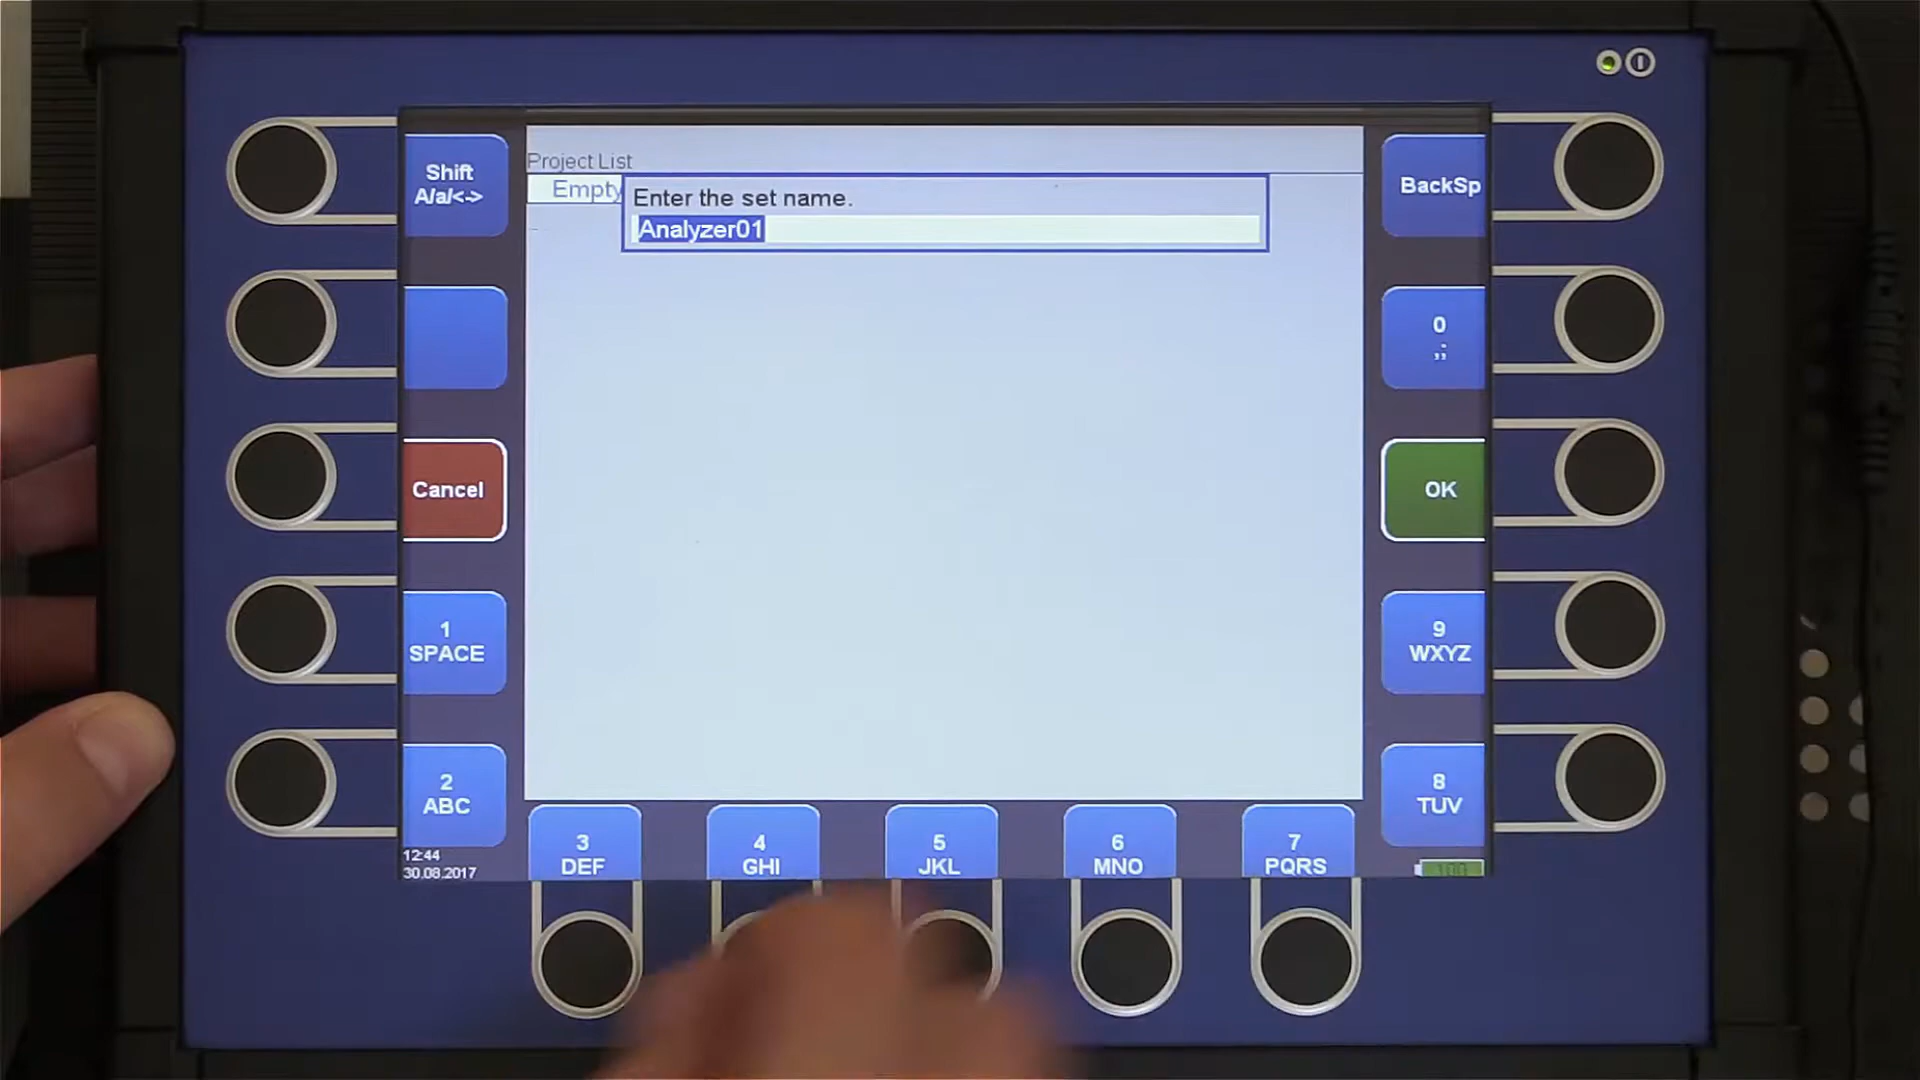 Shift
A/a/<->
Project List
Empty
Enter the set name.
Analyzer01
BackSp
0
,;
Cancel
OK
1
SPACE
9
WXYZ
2
ABC
8
TUV
3
DEF
4
GHI
5
JKL
6
MNO
7
PQRS
12:44
30.08.2017
100